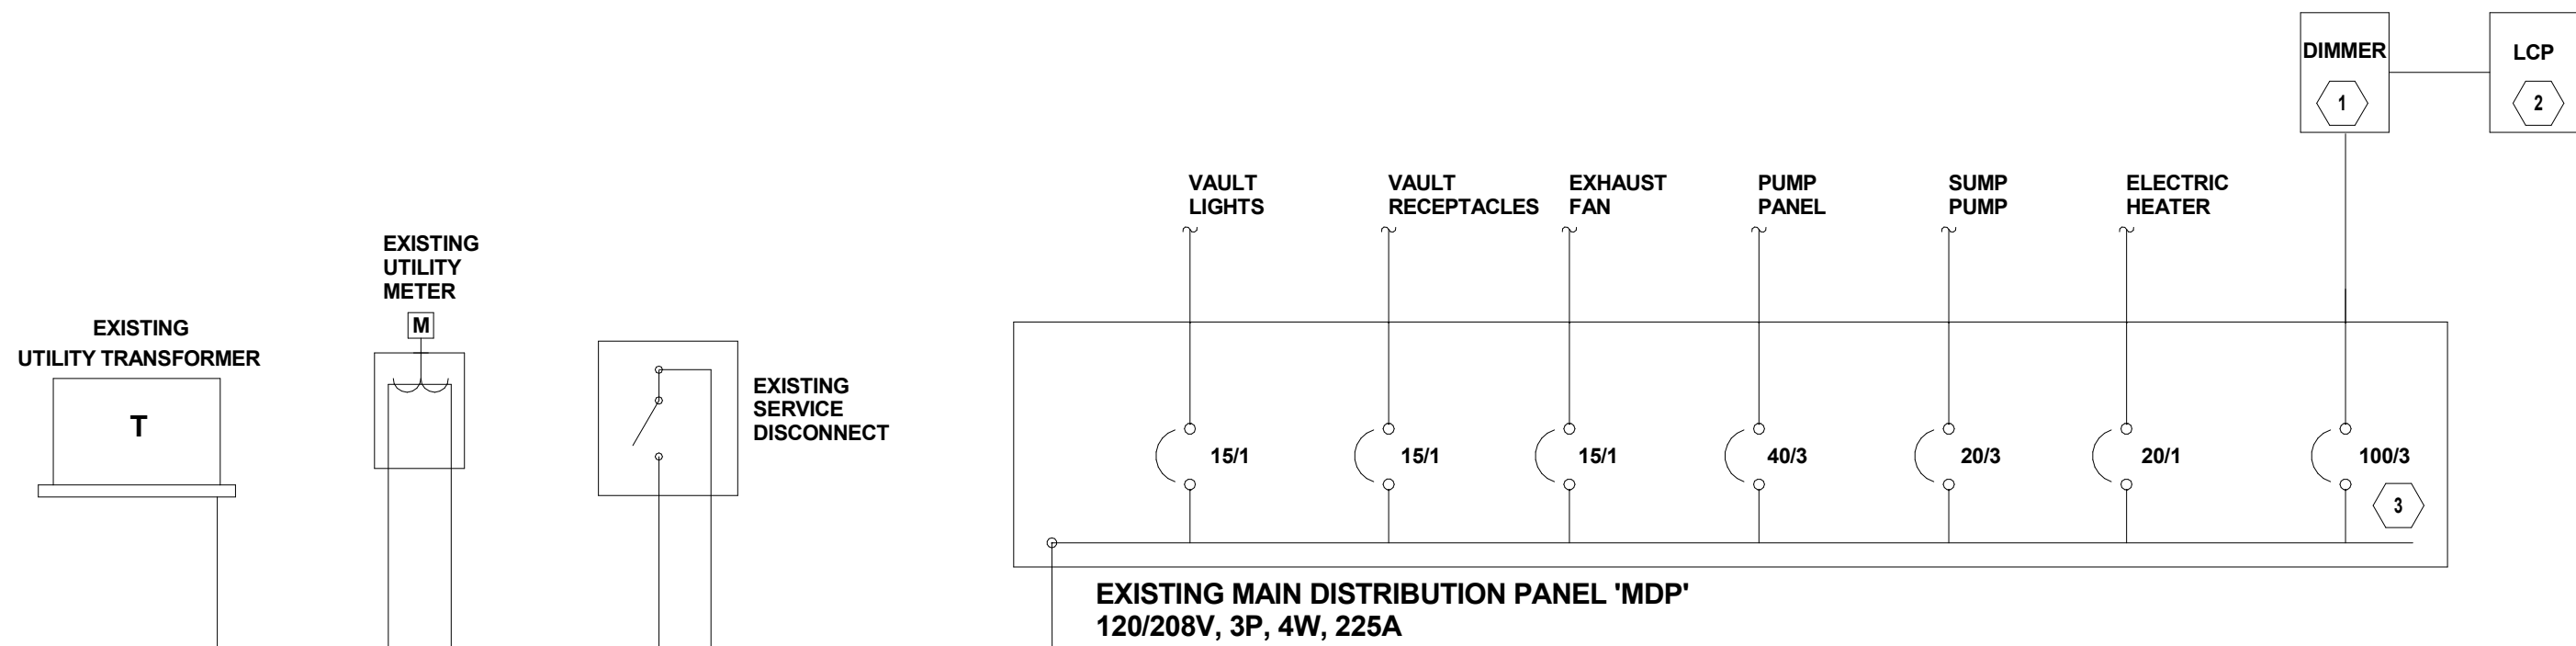 DIMMER
1
LCP
2
VAULT
LIGHTS
VAULT
RECEPTACLES
EXHAUST
FAN
PUMP
PANEL
SUMP
PUMP
ELECTRIC
HEATER
EXISTING
UTILITY
METER
M
EXISTING
UTILITY TRANSFORMER
T
EXISTING
SERVICE
DISCONNECT
15/1
15/1
15/1
40/3
20/3
20/1
100/3
3
EXISTING MAIN DISTRIBUTION PANEL 'MDP'
120/208V, 3P, 4W, 225A